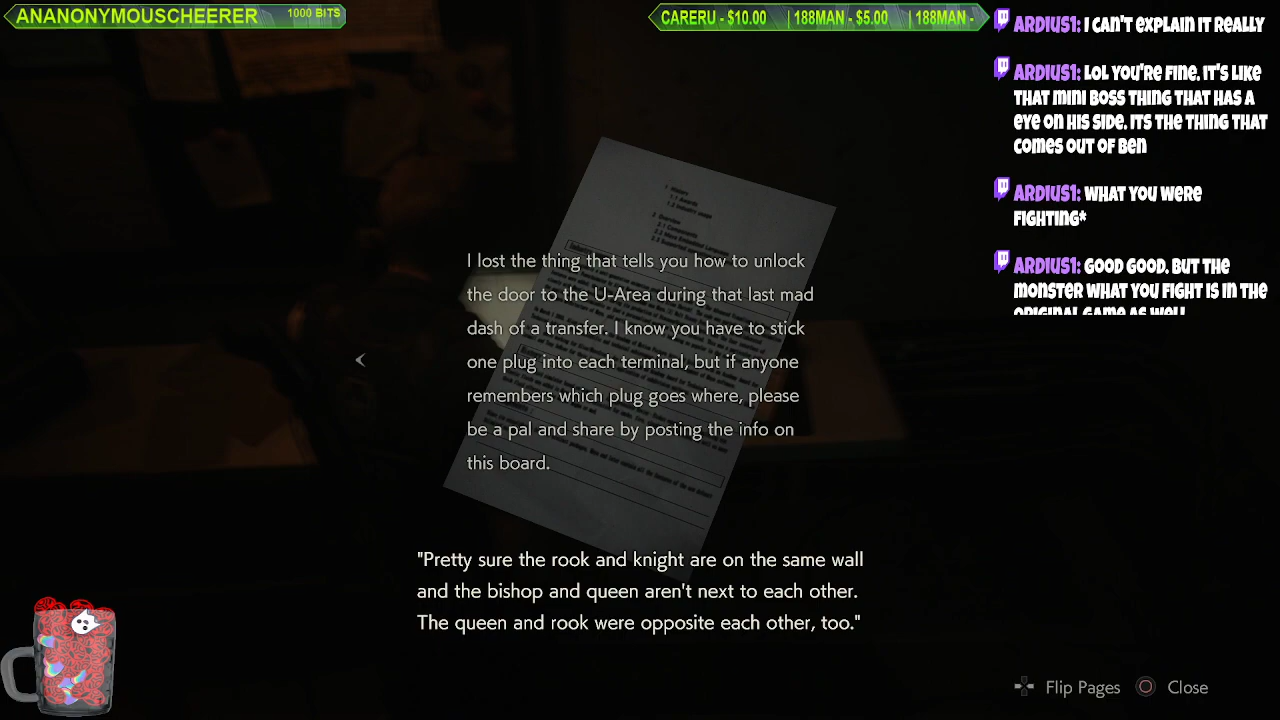 ANANONYMOUSCHEERER 1000 BITS
CARERU - $10.00 | 188MAN - $5.00 | 188MAN -
ARDIUS1: I CAN'T EXPLAIN IT REALLY
ARDIUS1: LOL YOU'RE FINE. IT'S LIKE
THAT MINI BOSS THING THAT HAS A
EYE ON HIS SIDE. ITS THE THING THAT
COMES OUT OF BEN
ARDIUS1: WHAT YOU WERE
FIGHTING*
ARDIUS1: GOOD GOOD. BUT THE
MONSTER WHAT YOU FIGHT IS IN THE
ORIGINAL GAME AS WELL
I lost the thing that tells you how to unlock
the door to the U-Area during that last mad
dash of a transfer. I know you have to stick
one plug into each terminal, but if anyone
remembers which plug goes where, please
be a pal and share by posting the info on
this board.
"Pretty sure the rook and knight are on the same wall
and the bishop and queen aren't next to each other.
The queen and rook were opposite each other, too."
Flip Pages Close